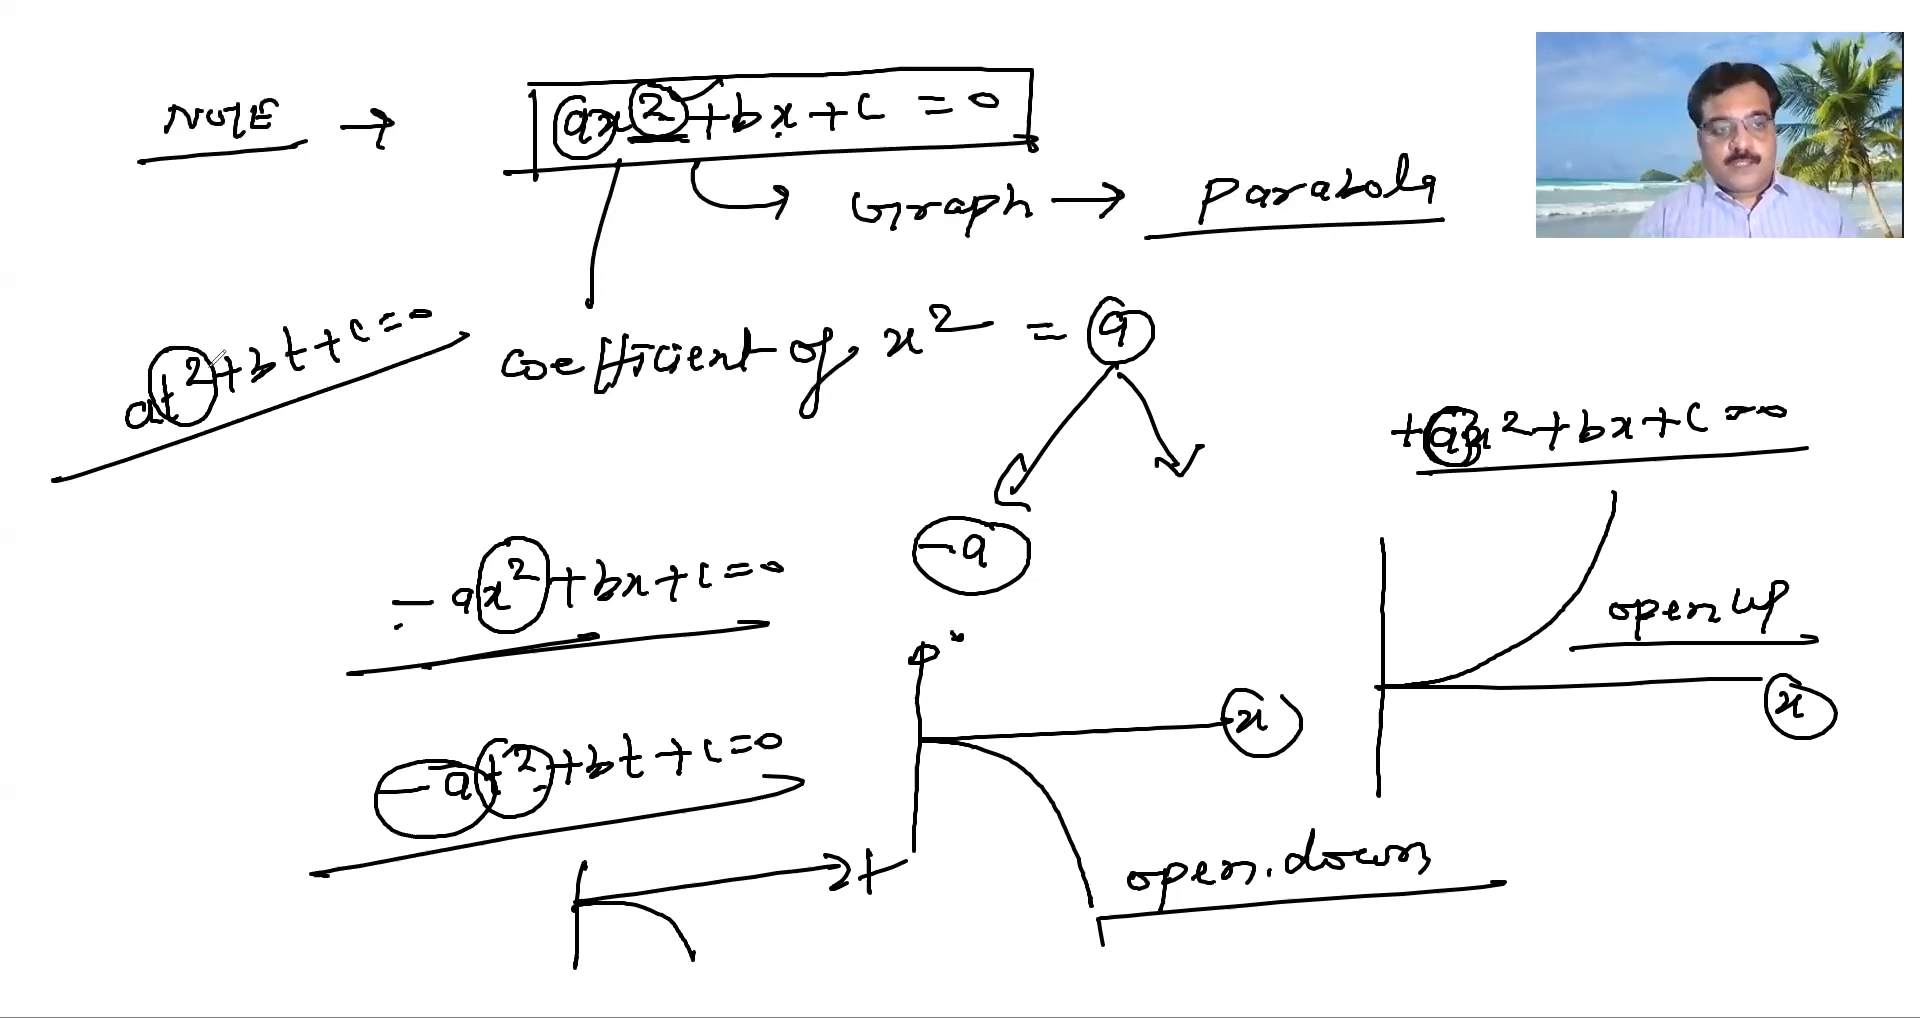 NOTE → ax² + bx + c = 0
Graph → Parabola
at² + bt + c = 0
coefficient of x² = a
+ax² + bx + c = 0
-a
-ax² + bx + c = 0
open up
x
x
-at² + bt + c = 0
t
open down